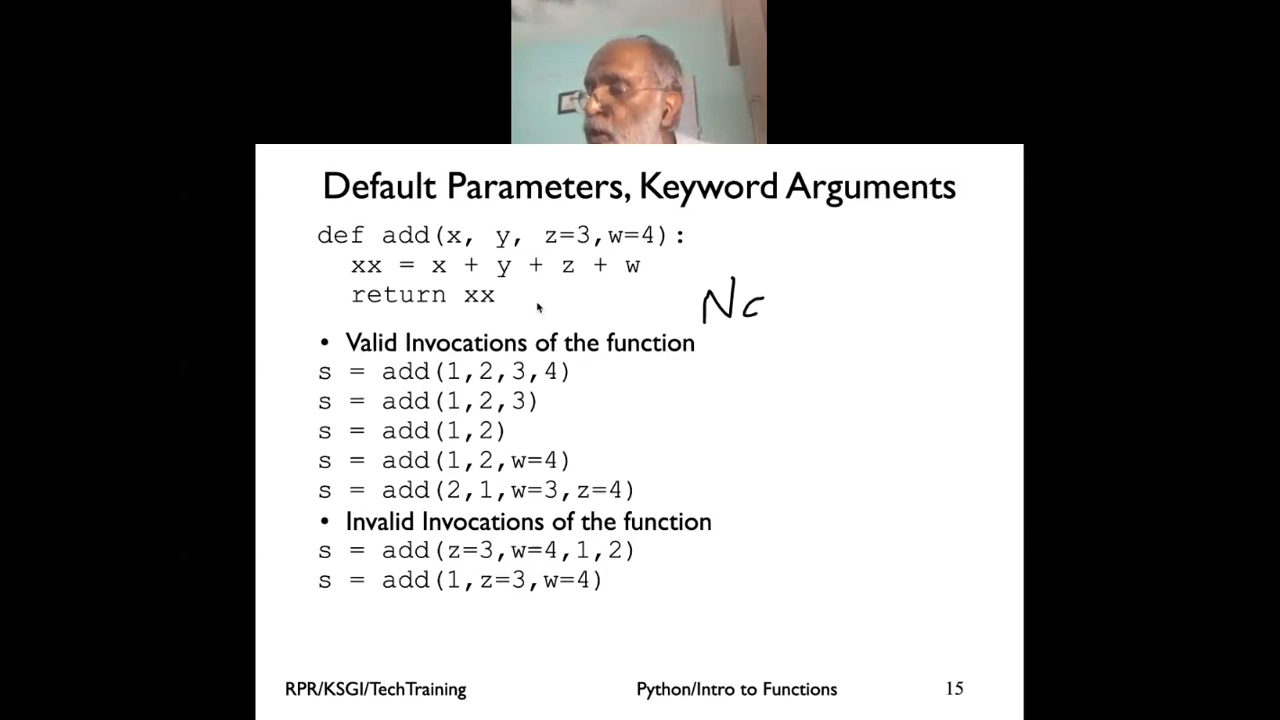 Default Parameters, Keyword Arguments
def add(x, y, z=3,w=4):
xx = x + y + z + w
return xx
Nc
• Valid Invocations of the function
s = add(1,2,3,4)
s = add(1,2,3)
s = add(1,2)
s = add(1,2,w=4)
s = add(2,1,w=3,z=4)
• Invalid Invocations of the function
s = add(z=3,w=4,1,2)
s = add(1,z=3,w=4)
RPR/KSGI/TechTraining Python/Intro to Functions 15